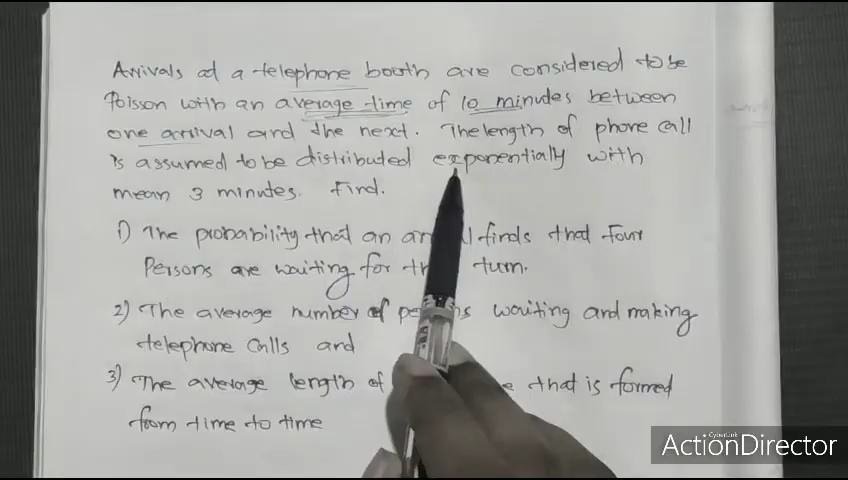 Arrivals at a telephone booth are considered to be
Poisson with an average time of 10 minutes between
one arrival and the next. The length of phone call
is assumed to be distributed exponentially with
mean 3 minutes. Find.
1) The probability that an finds that Four
Persons are waiting for turn.
2) The average number of waiting and making
telephone calls and
3) The average length of that is formed
from time to time
CyberLink
ActionDirector